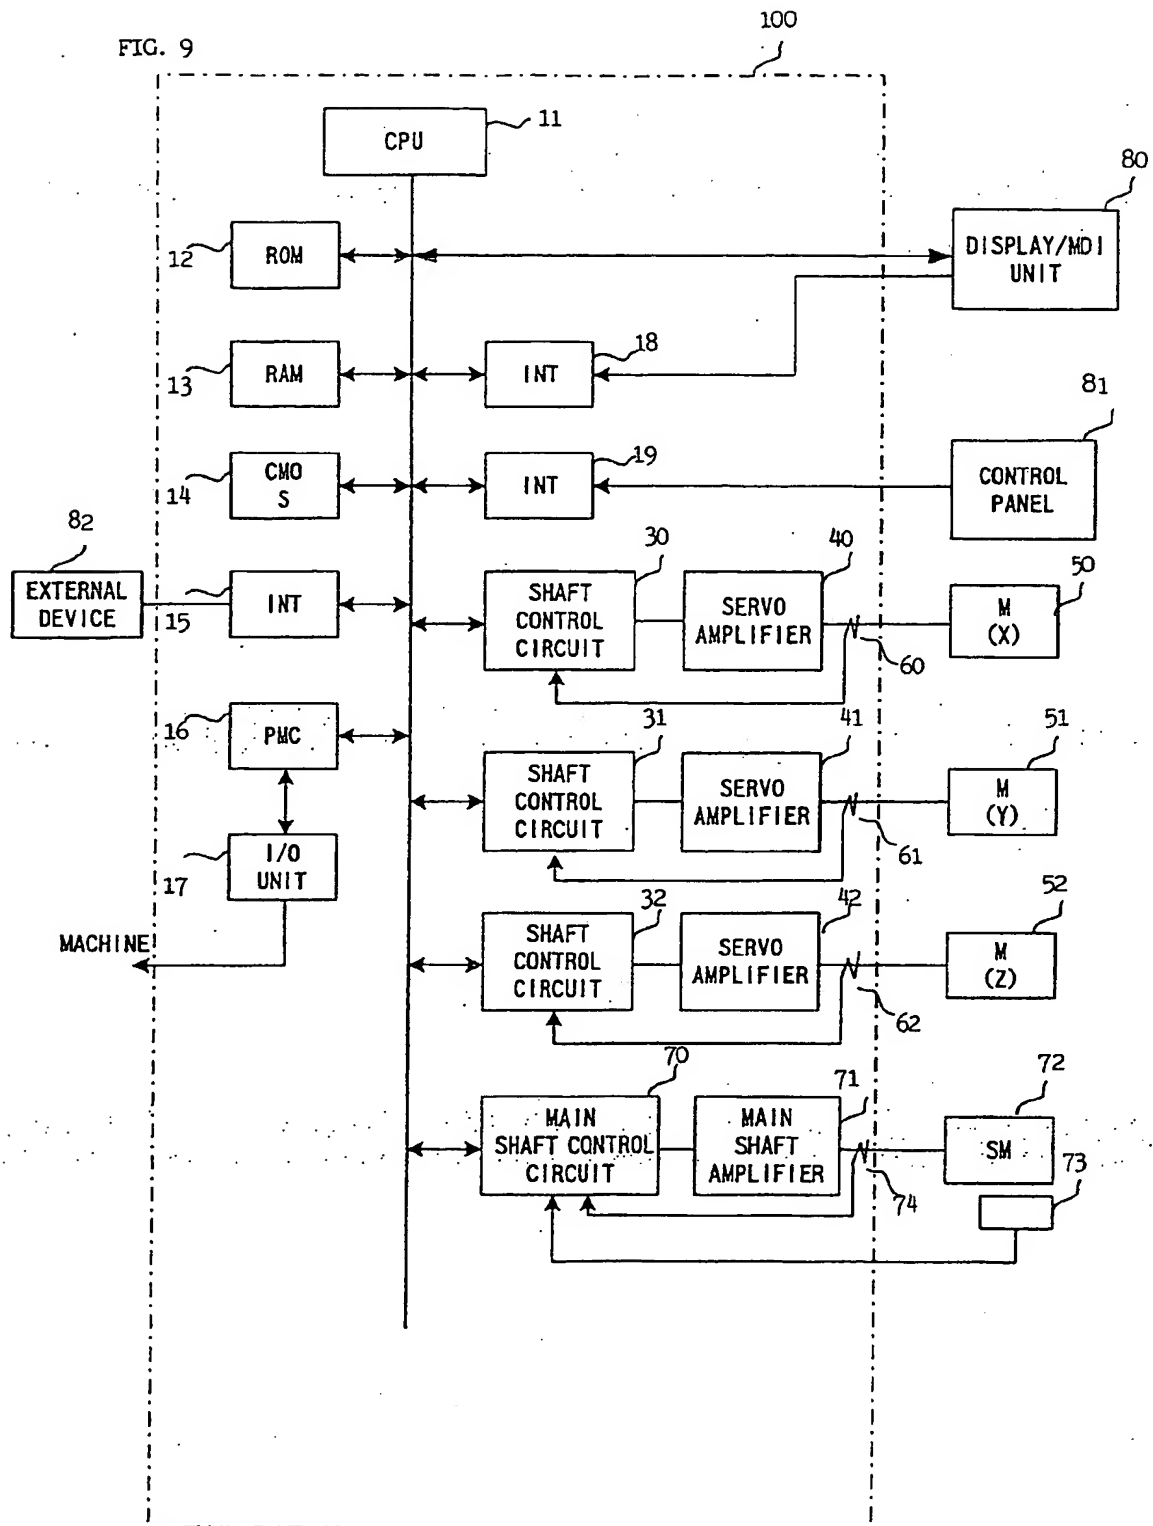 FIG. 9
100
CPU
11
80
DISPLAY/MDI
UNIT
12
ROM
13
RAM
INT
18
81
CONTROL
PANEL
14
CMO
S
INT
19
82
EXTERNAL
DEVICE
15
INT
30
SHAFT
CONTROL
CIRCUIT
40
SERVO
AMPLIFIER
60
50
M
(X)
16
PMC
31
SHAFT
CONTROL
CIRCUIT
41
SERVO
AMPLIFIER
61
51
M
(Y)
17
I/O
UNIT
MACHINE
32
SHAFT
CONTROL
CIRCUIT
42
SERVO
AMPLIFIER
62
52
M
(Z)
70
MAIN
SHAFT CONTROL
CIRCUIT
71
MAIN
SHAFT
AMPLIFIER
74
72
SM
73